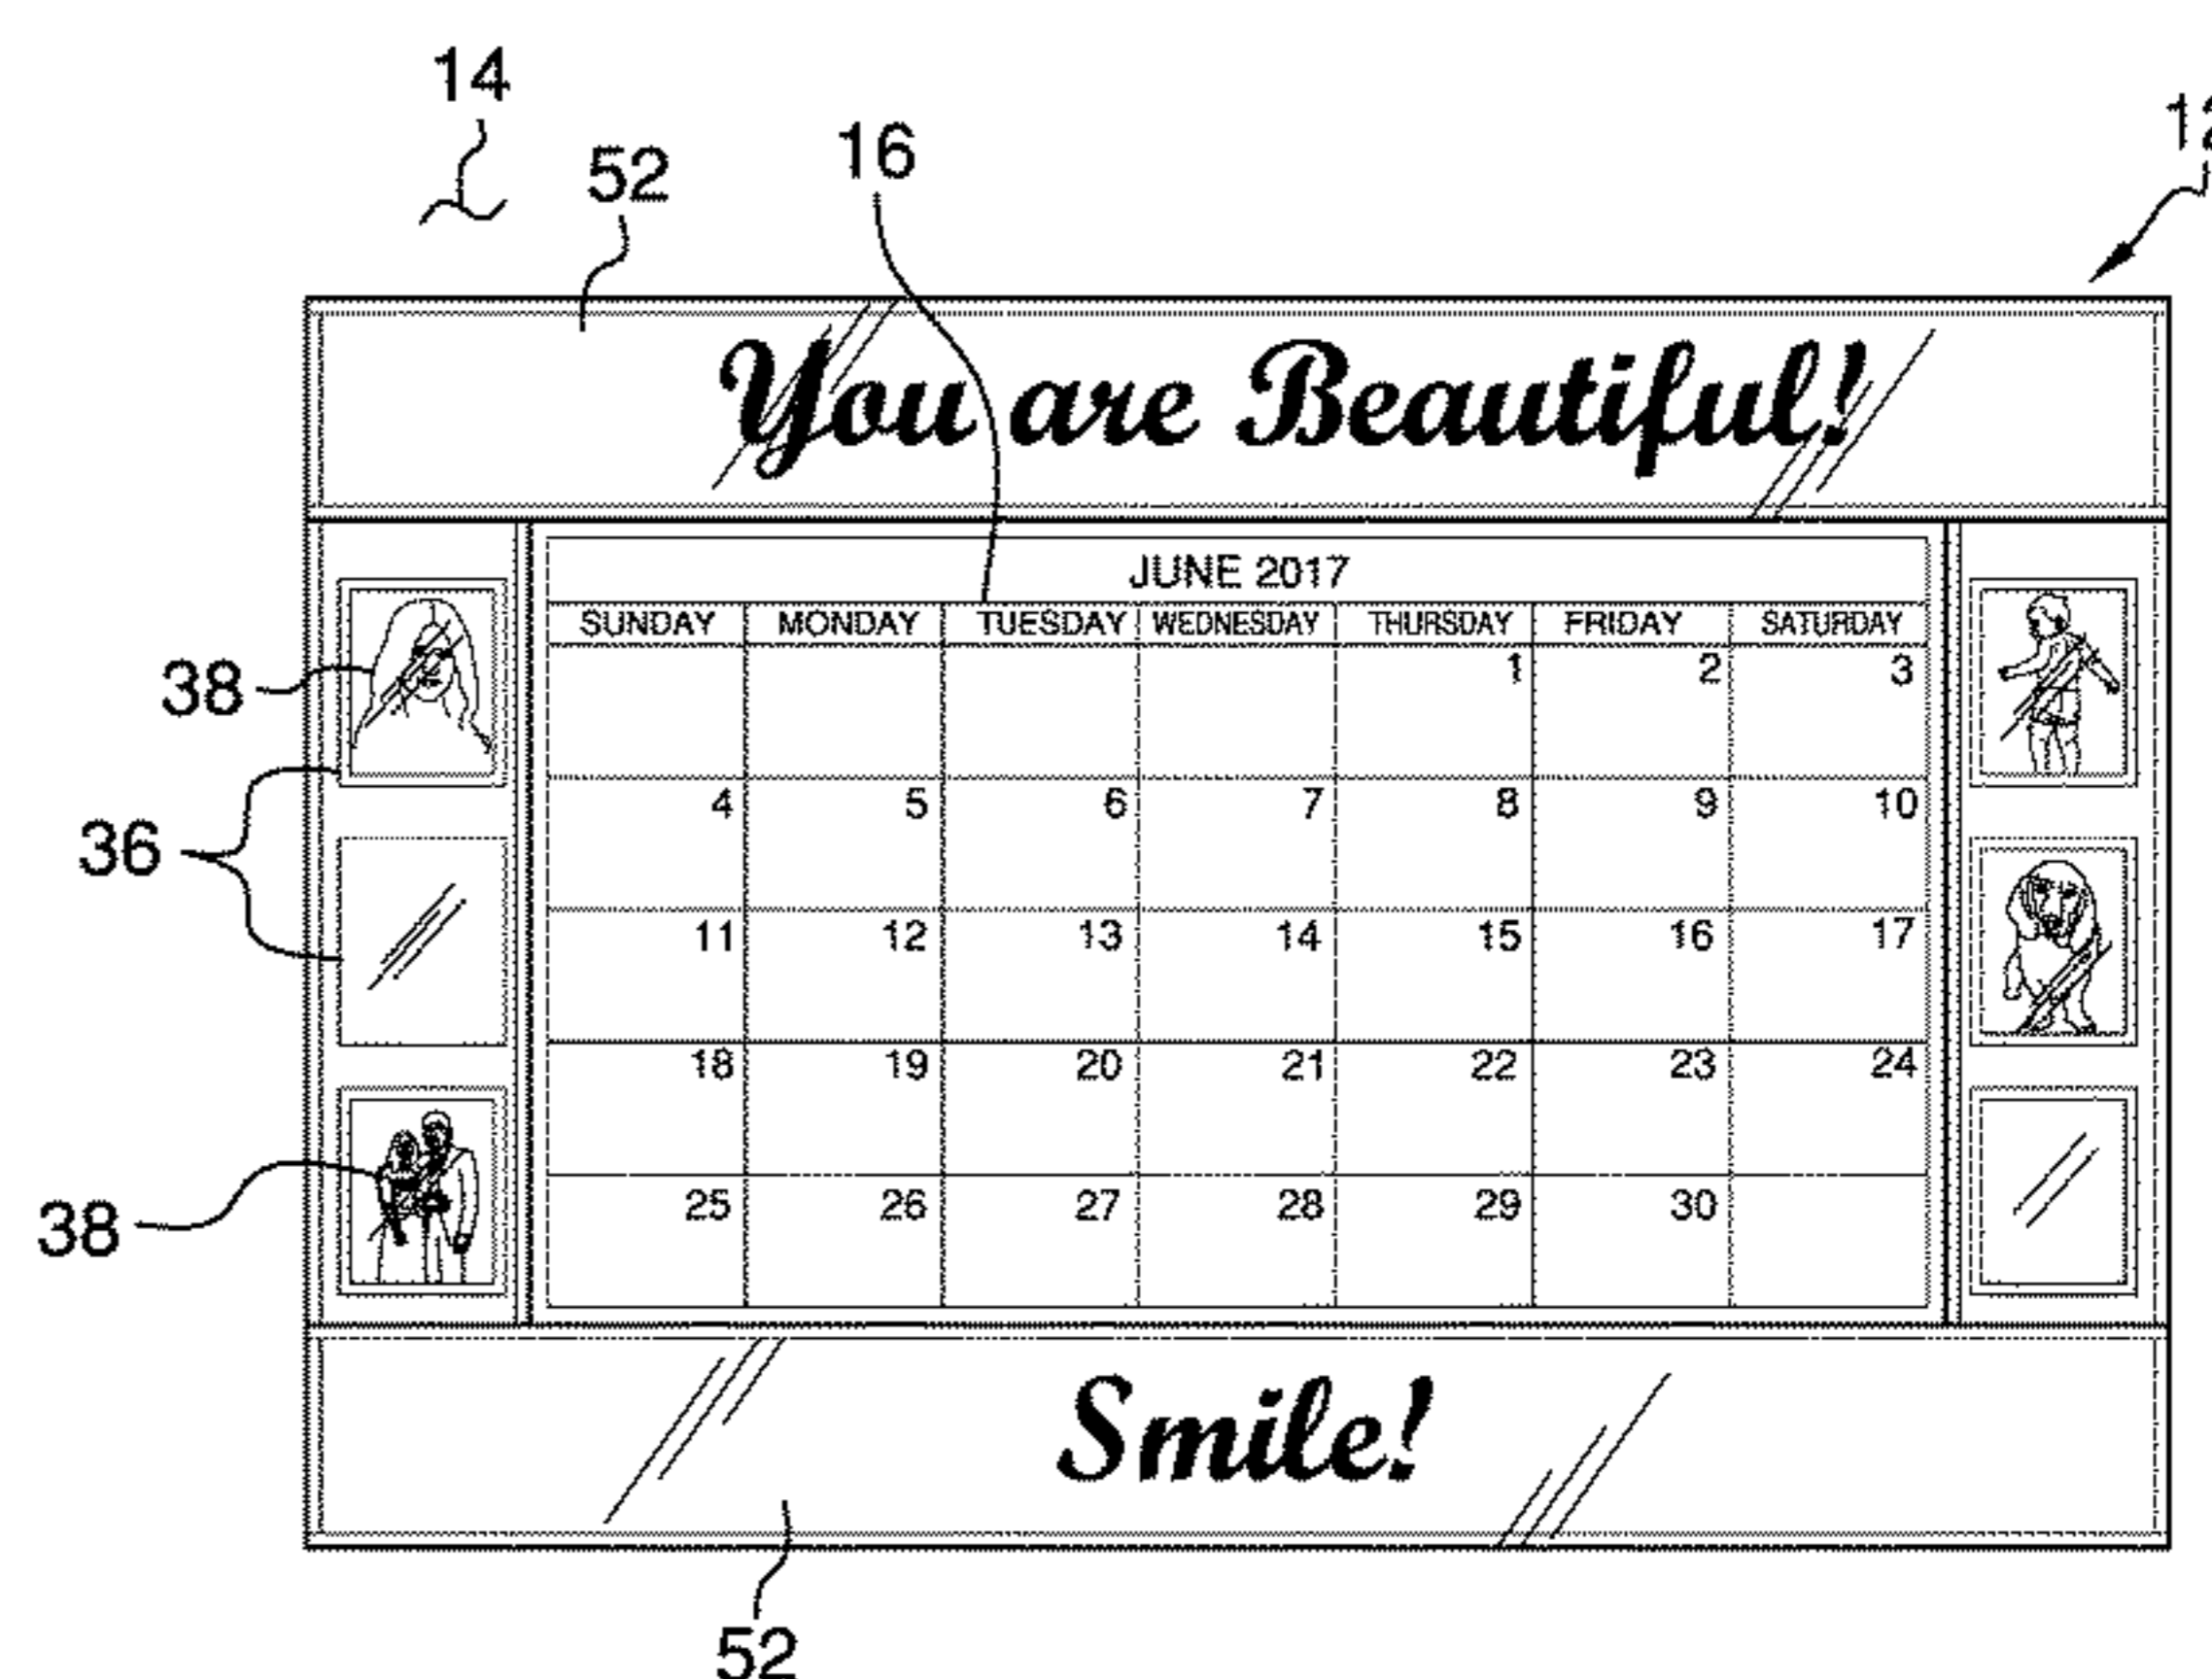 14
52
16
12
You are Beautiful!
JUNE 2017
SUNDAY MONDAY TUESDAY WEDNESDAY THURSDAY FRIDAY SATURDAY
38
1 2 3
36
4 5 6 7 8 9 10
11 12 13 14 15 16 17
18 19 20 21 22 23 24
38
25 26 27 28 29 30
Smile!
52